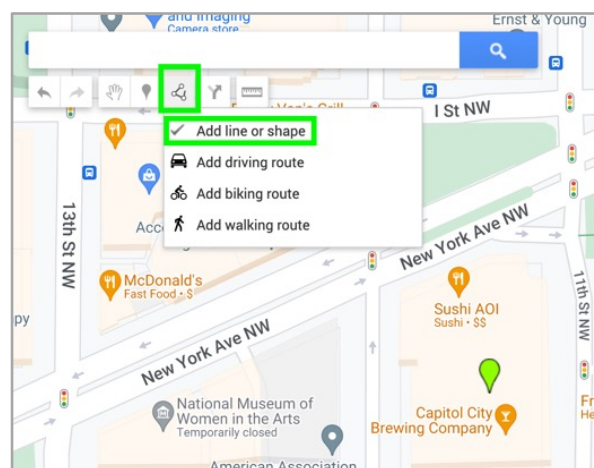 and Imaging
Camera store
Ernst & Young
I St NW
Add line or shape
Add driving route
Add biking route
Add walking route
Acc
13th St NW
New York Ave NW
McDonald's
Fast Food • $
Sushi AOI
Sushi • $$
11th St NW
py
New York Ave NW
National Museum of
Women in the Arts
Temporarily closed
Capitol City
Brewing Company
Fr
He
American Association